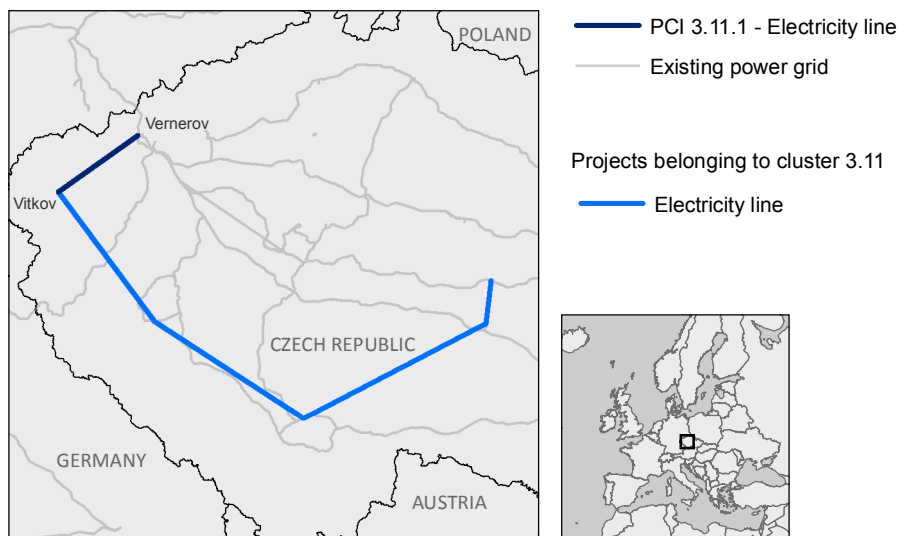 POLAND
Vernerov
Vitkov
CZECH REPUBLIC
GERMANY
AUSTRIA
PCI 3.11.1 - Electricity line
Existing power grid
Projects belonging to cluster 3.11
Electricity line